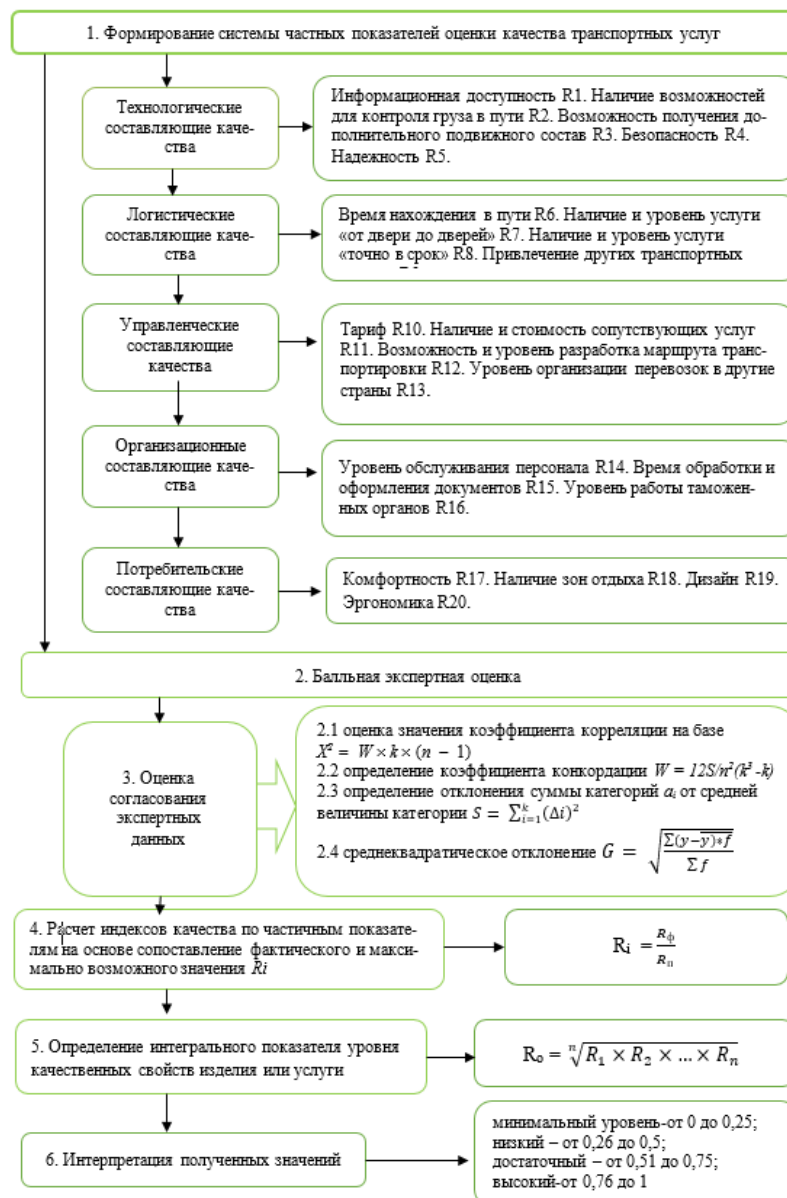 1. Формирование системы частных показателей оценки качества транспортных услуг
Технологические
составляющие каче-
ства
Информационная доступность R1. Наличие возможностей
для контроля груза в пути R2. Возможность получения до-
полнительного подвижного состав R3. Безопасность R4.
Надежность R5.
Логистические
составляющие каче-
ства
Время нахождения в пути R6. Наличие и уровень услуги
«от двери до дверей» R7. Наличие и уровень услуги
«точно в срок» R8. Привлечение других транспортных
Управленческие
составляющие
качества
Тариф R10. Наличие и стоимость сопутствующих услуг
R11. Возможность и уровень разработка маршрута транс-
портировки R12. Уровень организации перевозок в другие
страны R13.
Организационные
составляющие каче-
ства
Уровень обслуживания персонала R14. Время обработки и
оформления документов R15. Уровень работы таможен-
ных органов R16.
Потребительские
составляющие каче-
ства
Комфортность R17. Наличие зон отдыха R18. Дизайн R19.
Эргономика R20.
2. Балльная экспертная оценка
3. Оценка
согласования
экспертных
данных
2.1 оценка значения коэффициента корреляции на базе
X² = W × k × (n − 1)
2.2 определение коэффициента конкордации W = 12S/n²(k³ -k)
2.3 определение отклонения суммы категорий aᵢ от средней
величины категории S = ∑ᵏᵢ₌₁(Δi)²
2.4 среднеквадратическое отклонение G = √(Σ(y−y)*f / Σ f)
4. Расчет индексов качества по частичным показате-
лям на основе сопоставление фактического и макси-
мально возможного значения Ri
Rᵢ = Rф / Rп
5. Определение интегрального показателя уровня
качественных свойств изделия или услуги
Rₒ = ⁿ√(R₁ × R₂ × … × Rₙ)
6. Интерпретация полученных значений
минимальный уровень-от 0 до 0,25;
низкий – от 0,26 до 0,5;
достаточный – от 0,51 до 0,75;
высокий-от 0,76 до 1